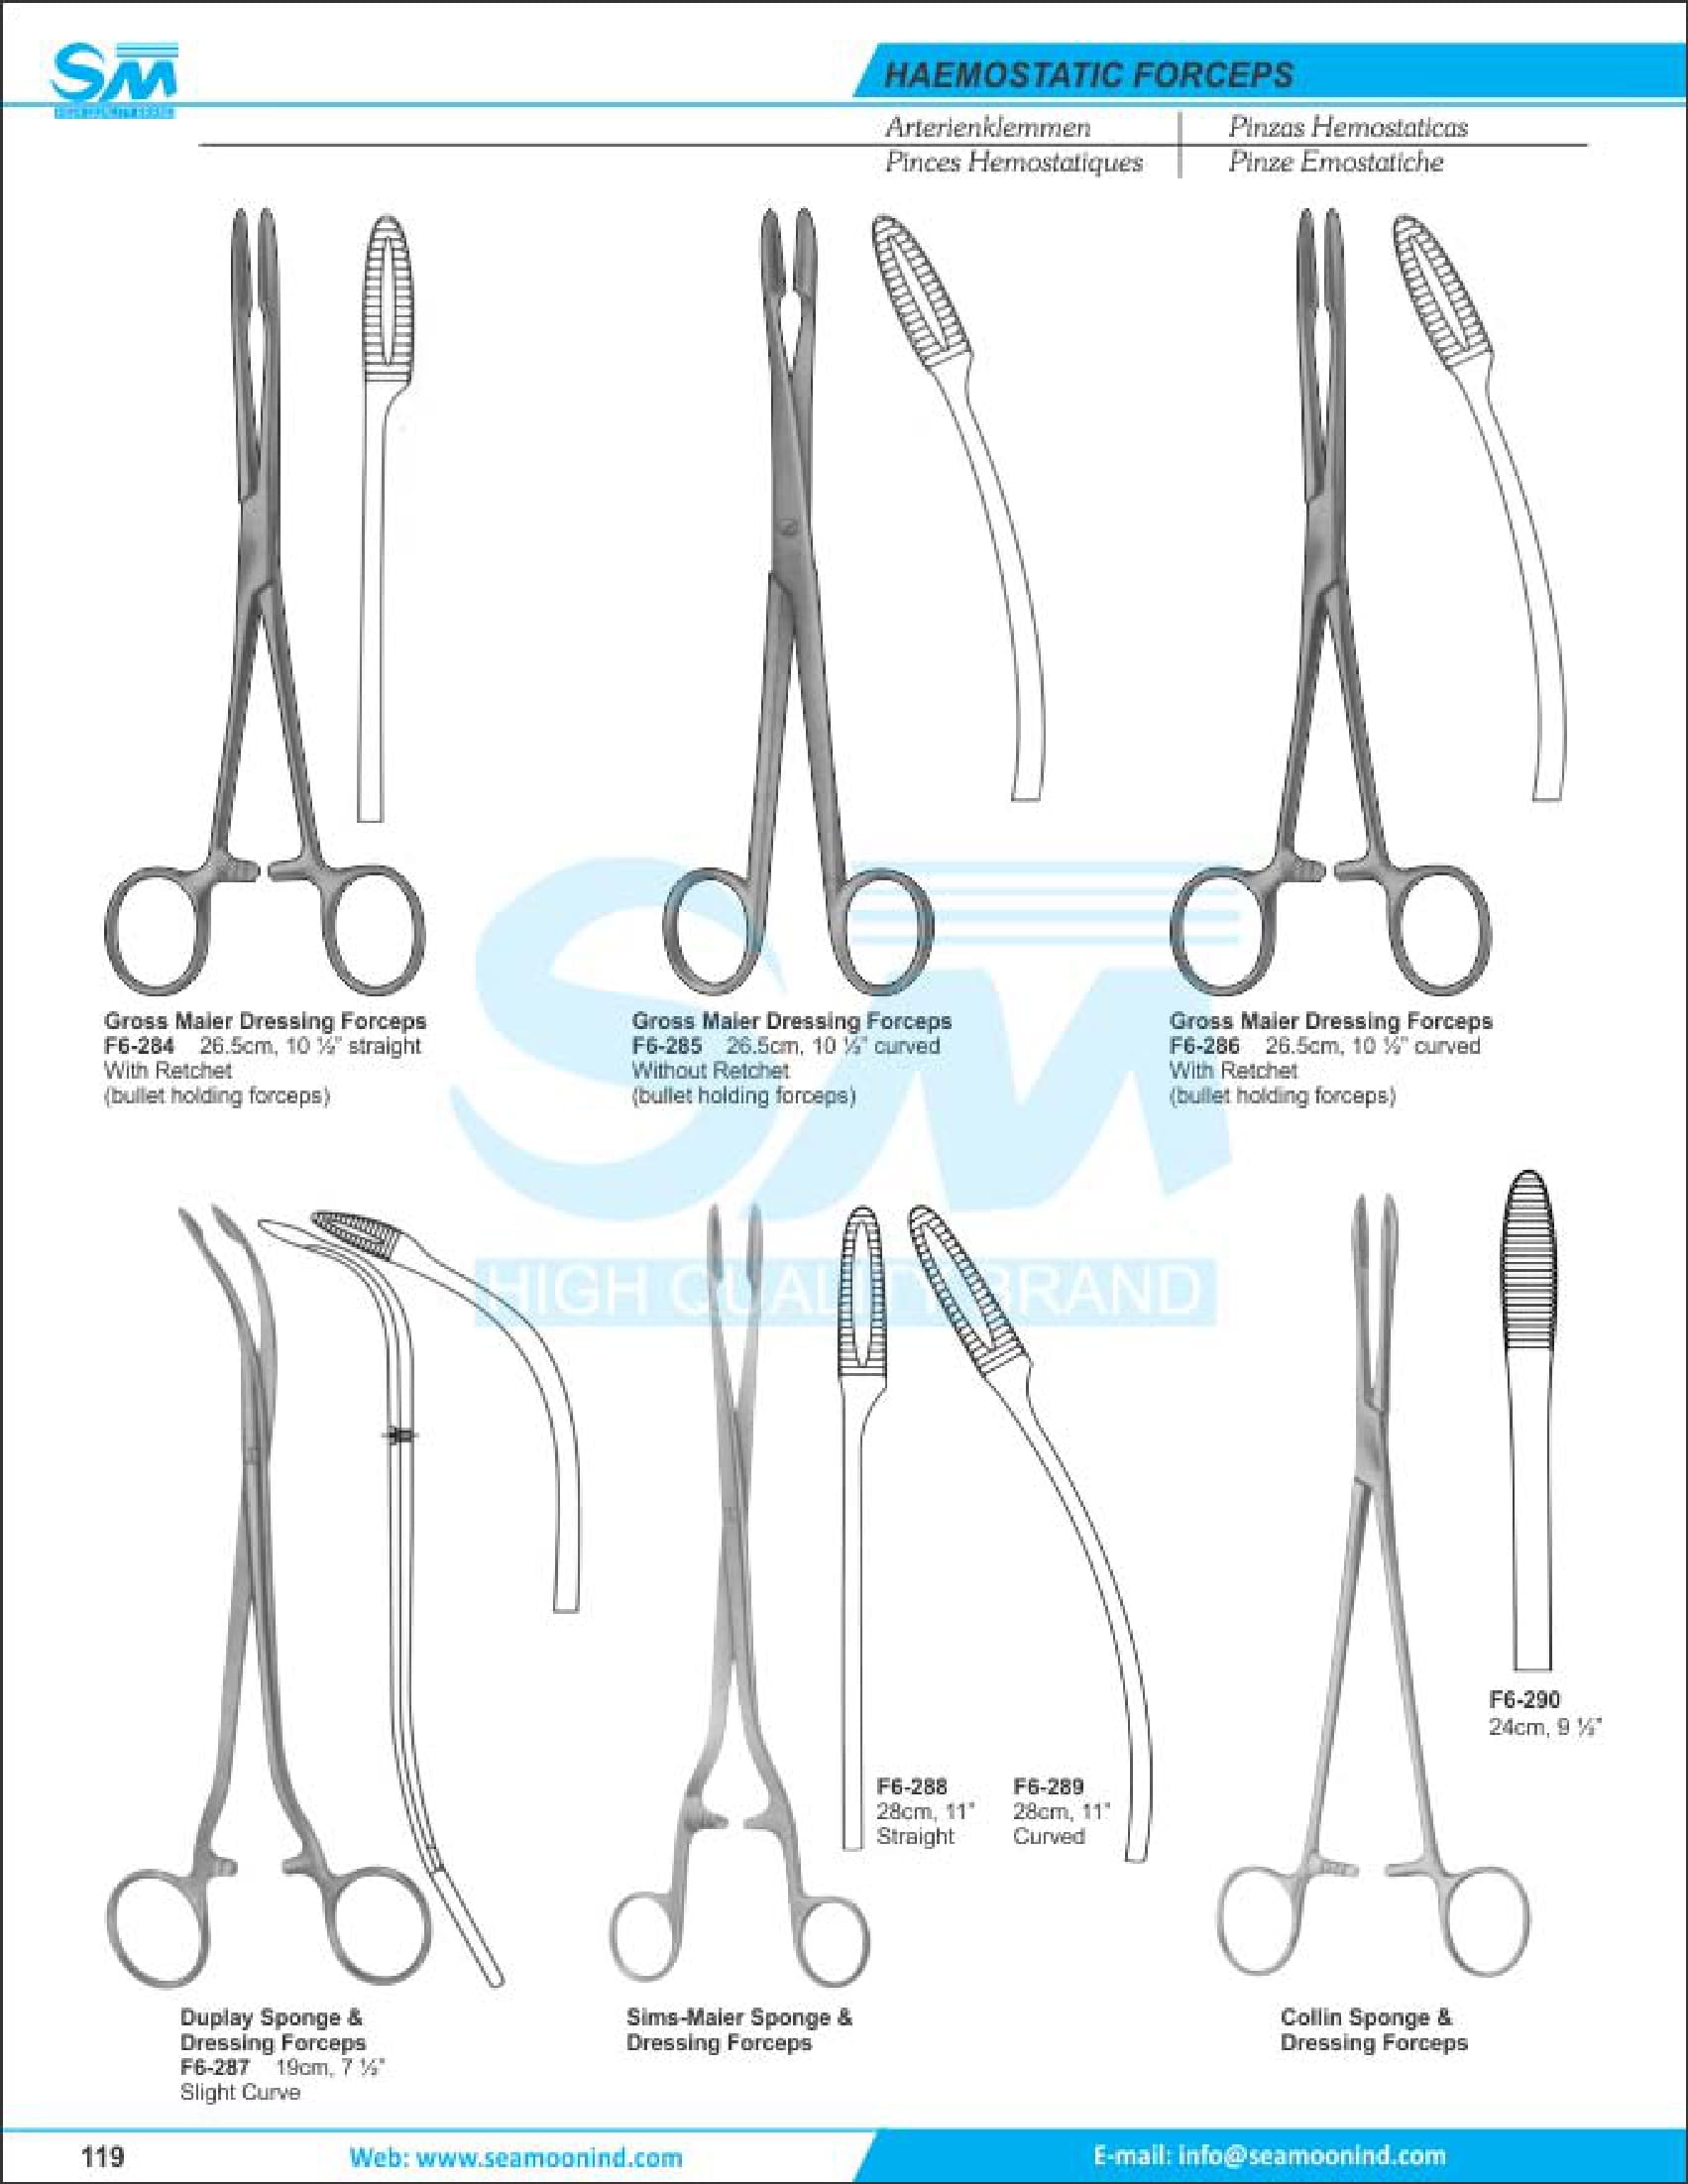 SM
HAEMOSTATIC FORCEPS
Arterienklemmen
Pinzas Hemostaticas
Pinces Hemostatiques
Pinze Emostatiche
Gross Maier Dressing Forceps
F6-284 26.5cm, 10 ½" straight
With Retchet
(bullet holding forceps)
Gross Maier Dressing Forceps
F6-285 26.5cm, 10 ½" curved
Without Retchet
(bullet holding forceps)
Gross Maier Dressing Forceps
F6-286 26.5cm, 10 ½" curved
With Retchet
(bullet holding forceps)
SM
HIGH QUALITY BRAND
F6-290
24cm, 9 ½"
F6-288
28cm, 11"
Straight
F6-289
28cm, 11"
Curved
Duplay Sponge &
Dressing Forceps
F6-287 19cm, 7 ½"
Slight Curve
Sims-Maier Sponge &
Dressing Forceps
Collin Sponge &
Dressing Forceps
119
Web: www.seamoonind.com
E-mail: info@seamoonind.com